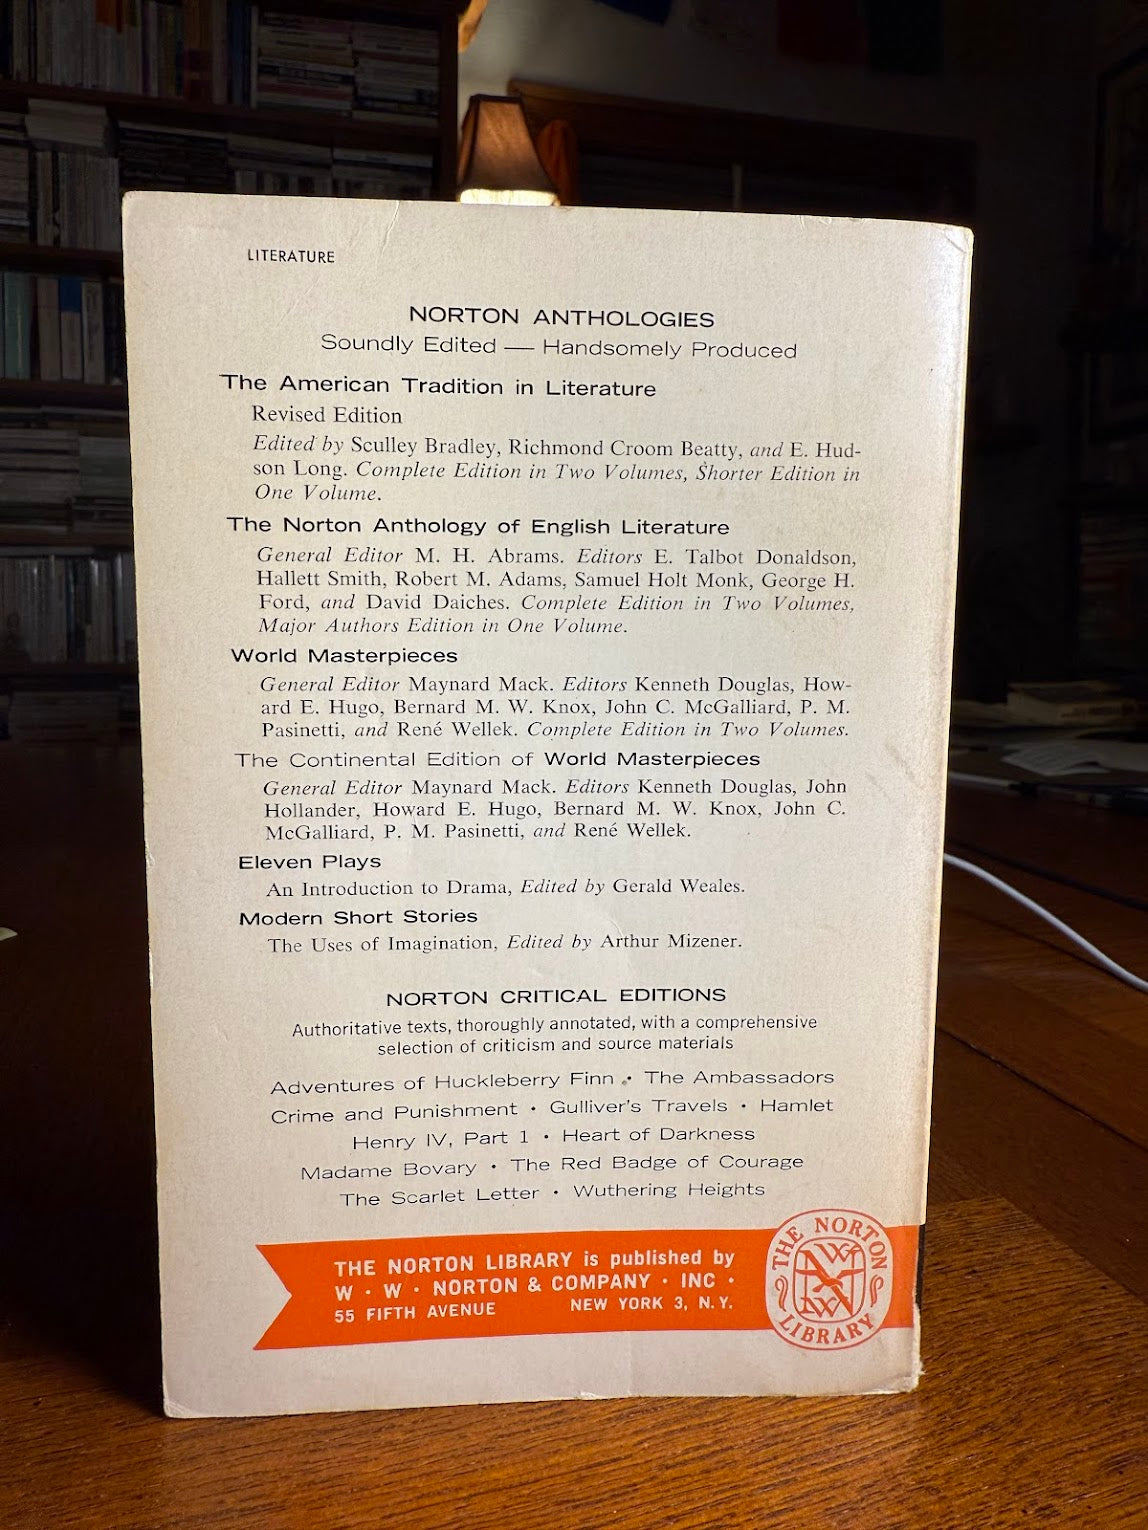 LITERATURE
NORTON ANTHOLOGIES
Soundly Edited — Handsomely Produced
The American Tradition in Literature
Revised Edition
Edited by Sculley Bradley, Richmond Croom Beatty, and E. Hud-
son Long. Complete Edition in Two Volumes, Shorter Edition in
One Volume.
The Norton Anthology of English Literature
General Editor M. H. Abrams. Editors E. Talbot Donaldson,
Hallett Smith, Robert M. Adams, Samuel Holt Monk, George H.
Ford, and David Daiches. Complete Edition in Two Volumes,
Major Authors Edition in One Volume.
World Masterpieces
General Editor Maynard Mack. Editors Kenneth Douglas, How-
ard E. Hugo, Bernard M. W. Knox, John C. McGalliard, P. M.
Pasinetti, and René Wellek. Complete Edition in Two Volumes.
The Continental Edition of World Masterpieces
General Editor Maynard Mack. Editors Kenneth Douglas, John
Hollander, Howard E. Hugo, Bernard M. W. Knox, John C.
McGalliard, P. M. Pasinetti, and René Wellek.
Eleven Plays
An Introduction to Drama, Edited by Gerald Weales.
Modern Short Stories
The Uses of Imagination, Edited by Arthur Mizener.
NORTON CRITICAL EDITIONS
Authoritative texts, thoroughly annotated, with a comprehensive
selection of criticism and source materials
Adventures of Huckleberry Finn • The Ambassadors
Crime and Punishment • Gulliver's Travels • Hamlet
Henry IV, Part 1 • Heart of Darkness
Madame Bovary • The Red Badge of Courage
The Scarlet Letter • Wuthering Heights
THE NORTON LIBRARY is published by
W · W · NORTON & COMPANY · INC ·
55 FIFTH AVENUE NEW YORK 3, N.Y.
THE NORTON
LIBRARY